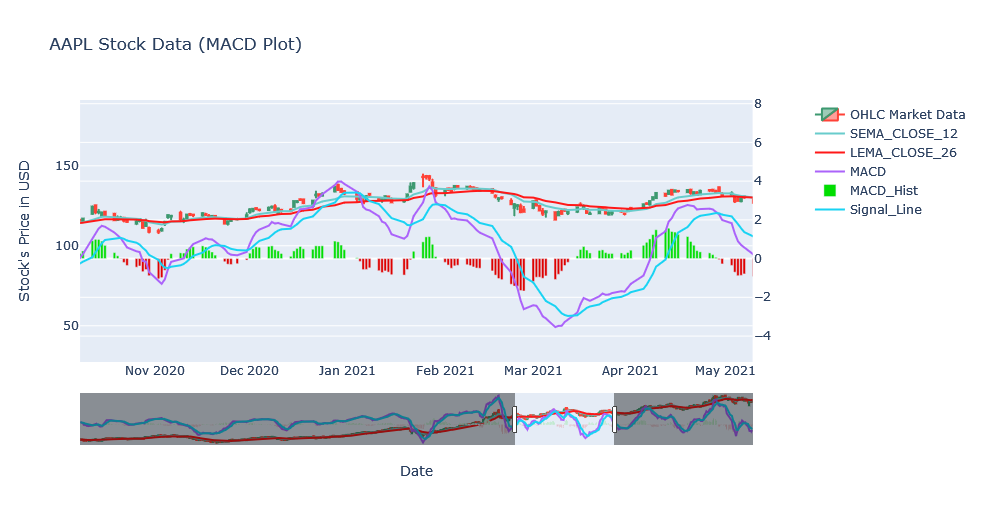 AAPL Stock Data (MACD Plot)
Stock's Price in USD
150
100
50
8
6
4
2
0
−2
−4
Nov 2020
Dec 2020
Jan 2021
Feb 2021
Mar 2021
Apr 2021
May 2021
Date
OHLC Market Data
SEMA_CLOSE_12
LEMA_CLOSE_26
MACD
MACD_Hist
Signal_Line